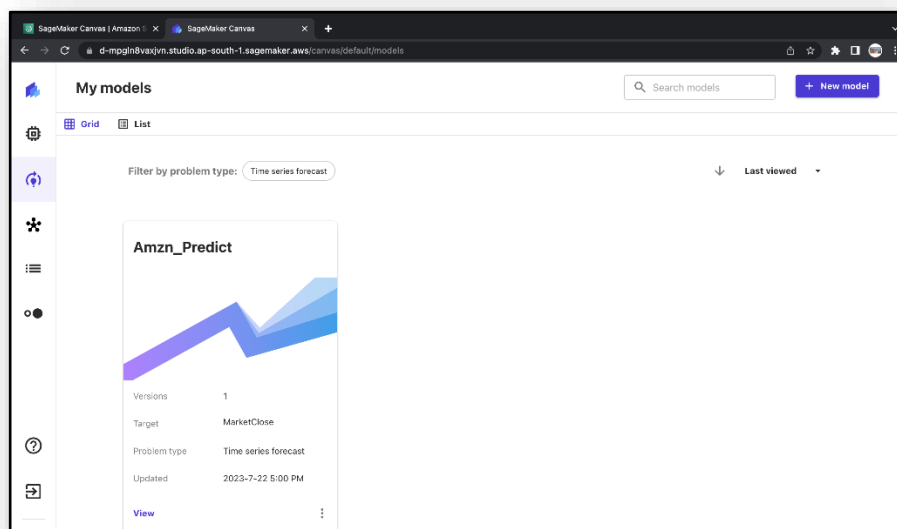 SageMaker Canvas | Amazon S
SageMaker Canvas
d-mpgln8vaxjvn.studio.ap-south-1.sagemaker.aws/canvas/default/models
My models
Search models
+ New model
Grid
List
Filter by problem type:
Time series forecast
Last viewed
Amzn_Predict
Versions 1
Target MarketClose
Problem type Time series forecast
Updated 2023-7-22 5:00 PM
View